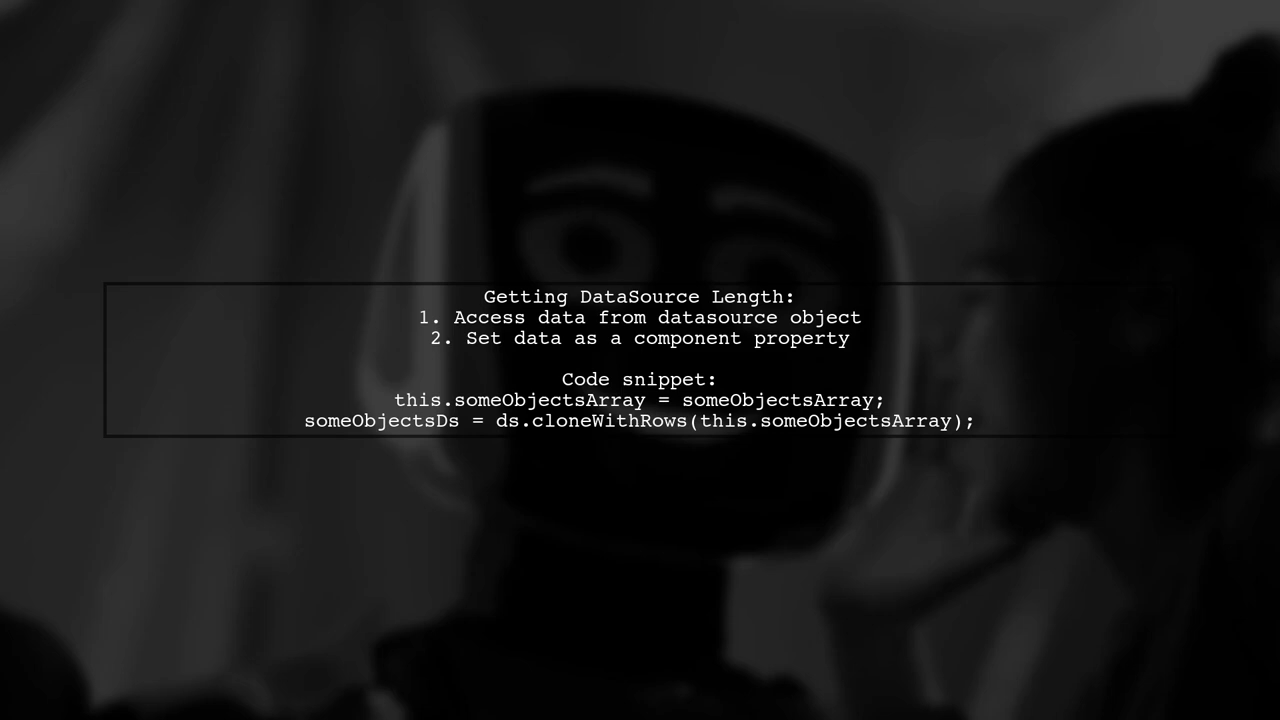 Getting DataSource Length:
1. Access data from datasource object
2. Set data as a component property
Code snippet:
this.someObjectsArray = someObjectsArray;
someObjectsDs = ds.cloneWithRows(this.someObjectsArray);